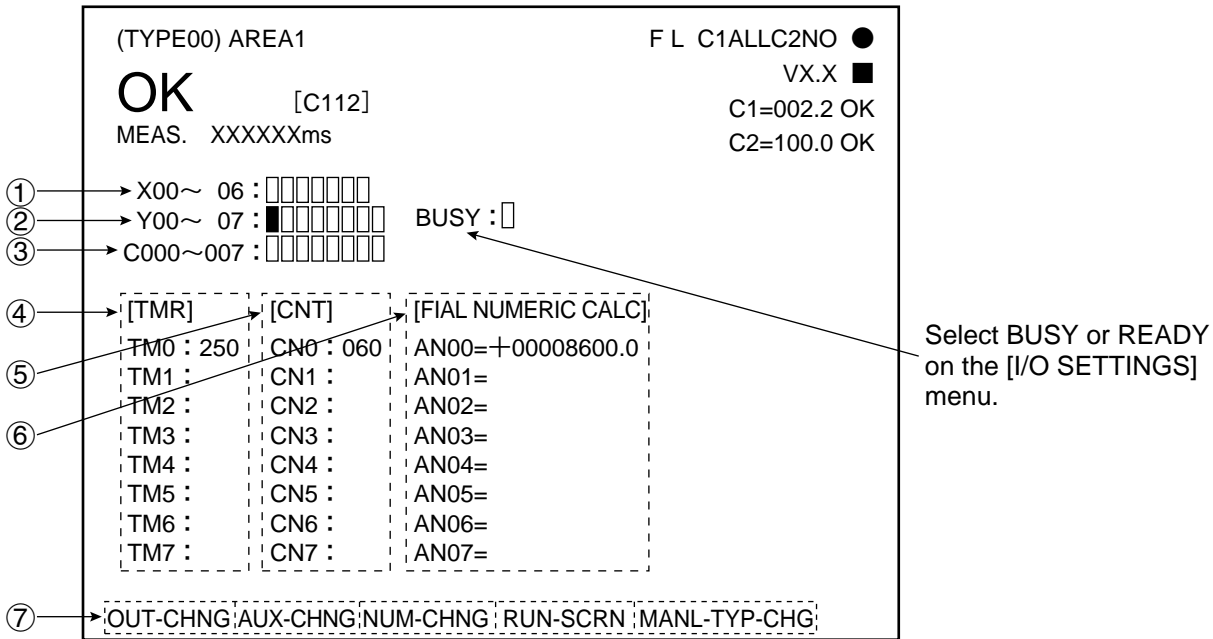 (TYPE00) AREA1 F L C1ALLC2NO ●
VX.X ■
OK [C112]
C1=002.2 OK
MEAS. XXXXXXms
C2=100.0 OK
① X00～ 06：
② Y00～ 07： BUSY：
③ C000～007：
④ [TMR] [CNT] [FIAL NUMERIC CALC]
TM0：250 CN0：060 AN00=+00008600.0
⑤ TM1： CN1： AN01=
TM2： CN2： AN02=
⑥ TM3： CN3： AN03=
TM4： CN4： AN04=
TM5： CN5： AN05=
TM6： CN6： AN06=
TM7： CN7： AN07=
⑦ OUT-CHNG AUX-CHNG NUM-CHNG RUN-SCRN MANL-TYP-CHG
Select BUSY or READY
on the [I/O SETTINGS]
menu.